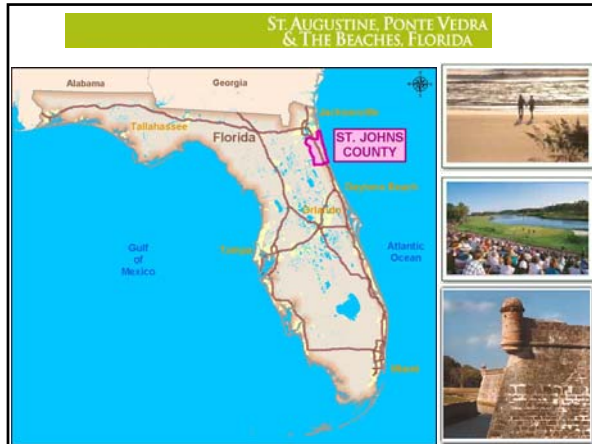 ST. AUGUSTINE, PONTE VEDRA
& THE BEACHES, FLORIDA
Alabama
Georgia
Jacksonville
Tallahassee
Florida
ST. JOHNS
COUNTY
Daytona Beach
Orlando
Tampa
Gulf
of
Mexico
Atlantic
Ocean
Miami